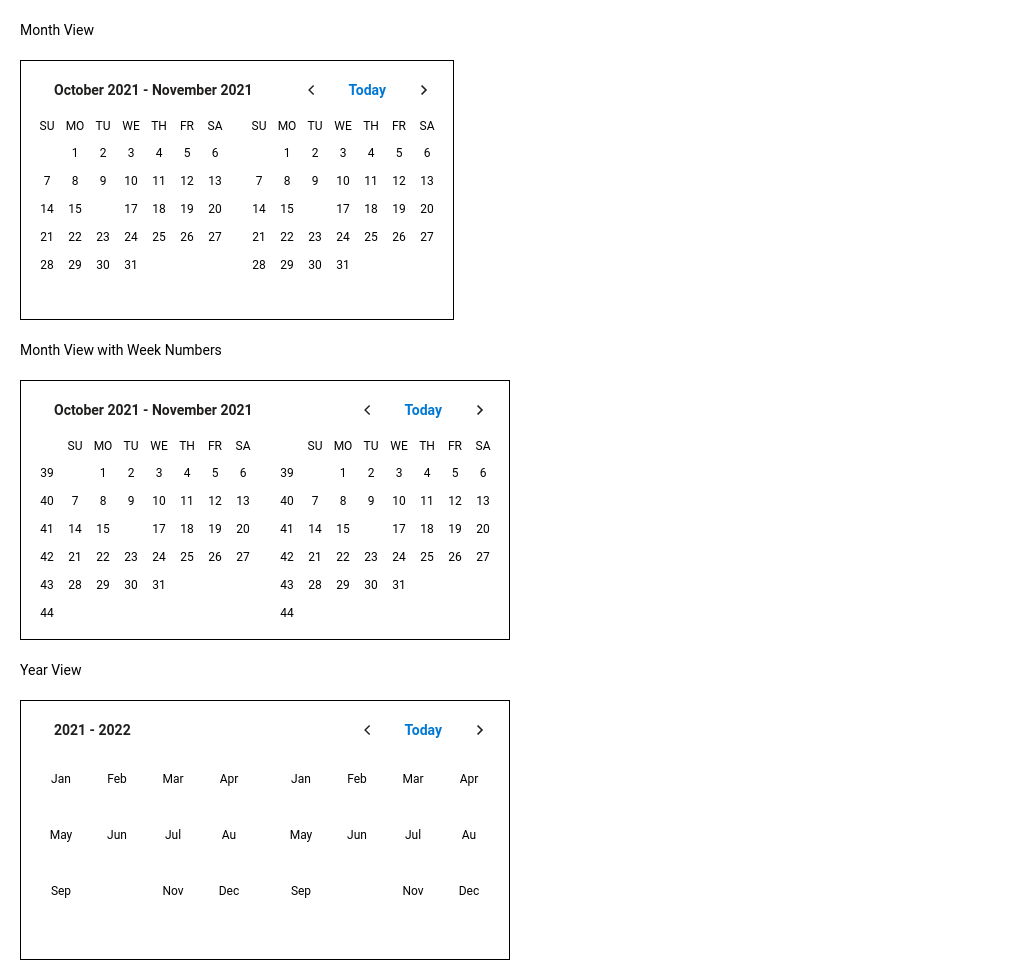 Month View
October 2021 - November 2021 Today
SU MO TU WE TH FR SA SU MO TU WE TH FR SA
1 2 3 4 5 6 1 2 3 4 5 6
7 8 9 10 11 12 13 7 8 9 10 11 12 13
14 15 17 18 19 20 14 15 17 18 19 20
21 22 23 24 25 26 27 21 22 23 24 25 26 27
28 29 30 31 28 29 30 31
Month View with Week Numbers
October 2021 - November 2021 Today
SU MO TU WE TH FR SA SU MO TU WE TH FR SA
39 1 2 3 4 5 6 39 1 2 3 4 5 6
40 7 8 9 10 11 12 13 40 7 8 9 10 11 12 13
41 14 15 17 18 19 20 41 14 15 17 18 19 20
42 21 22 23 24 25 26 27 42 21 22 23 24 25 26 27
43 28 29 30 31 43 28 29 30 31
44 44
Year View
2021 - 2022 Today
Jan Feb Mar Apr Jan Feb Mar Apr
May Jun Jul Au May Jun Jul Au
Sep Nov Dec Sep Nov Dec